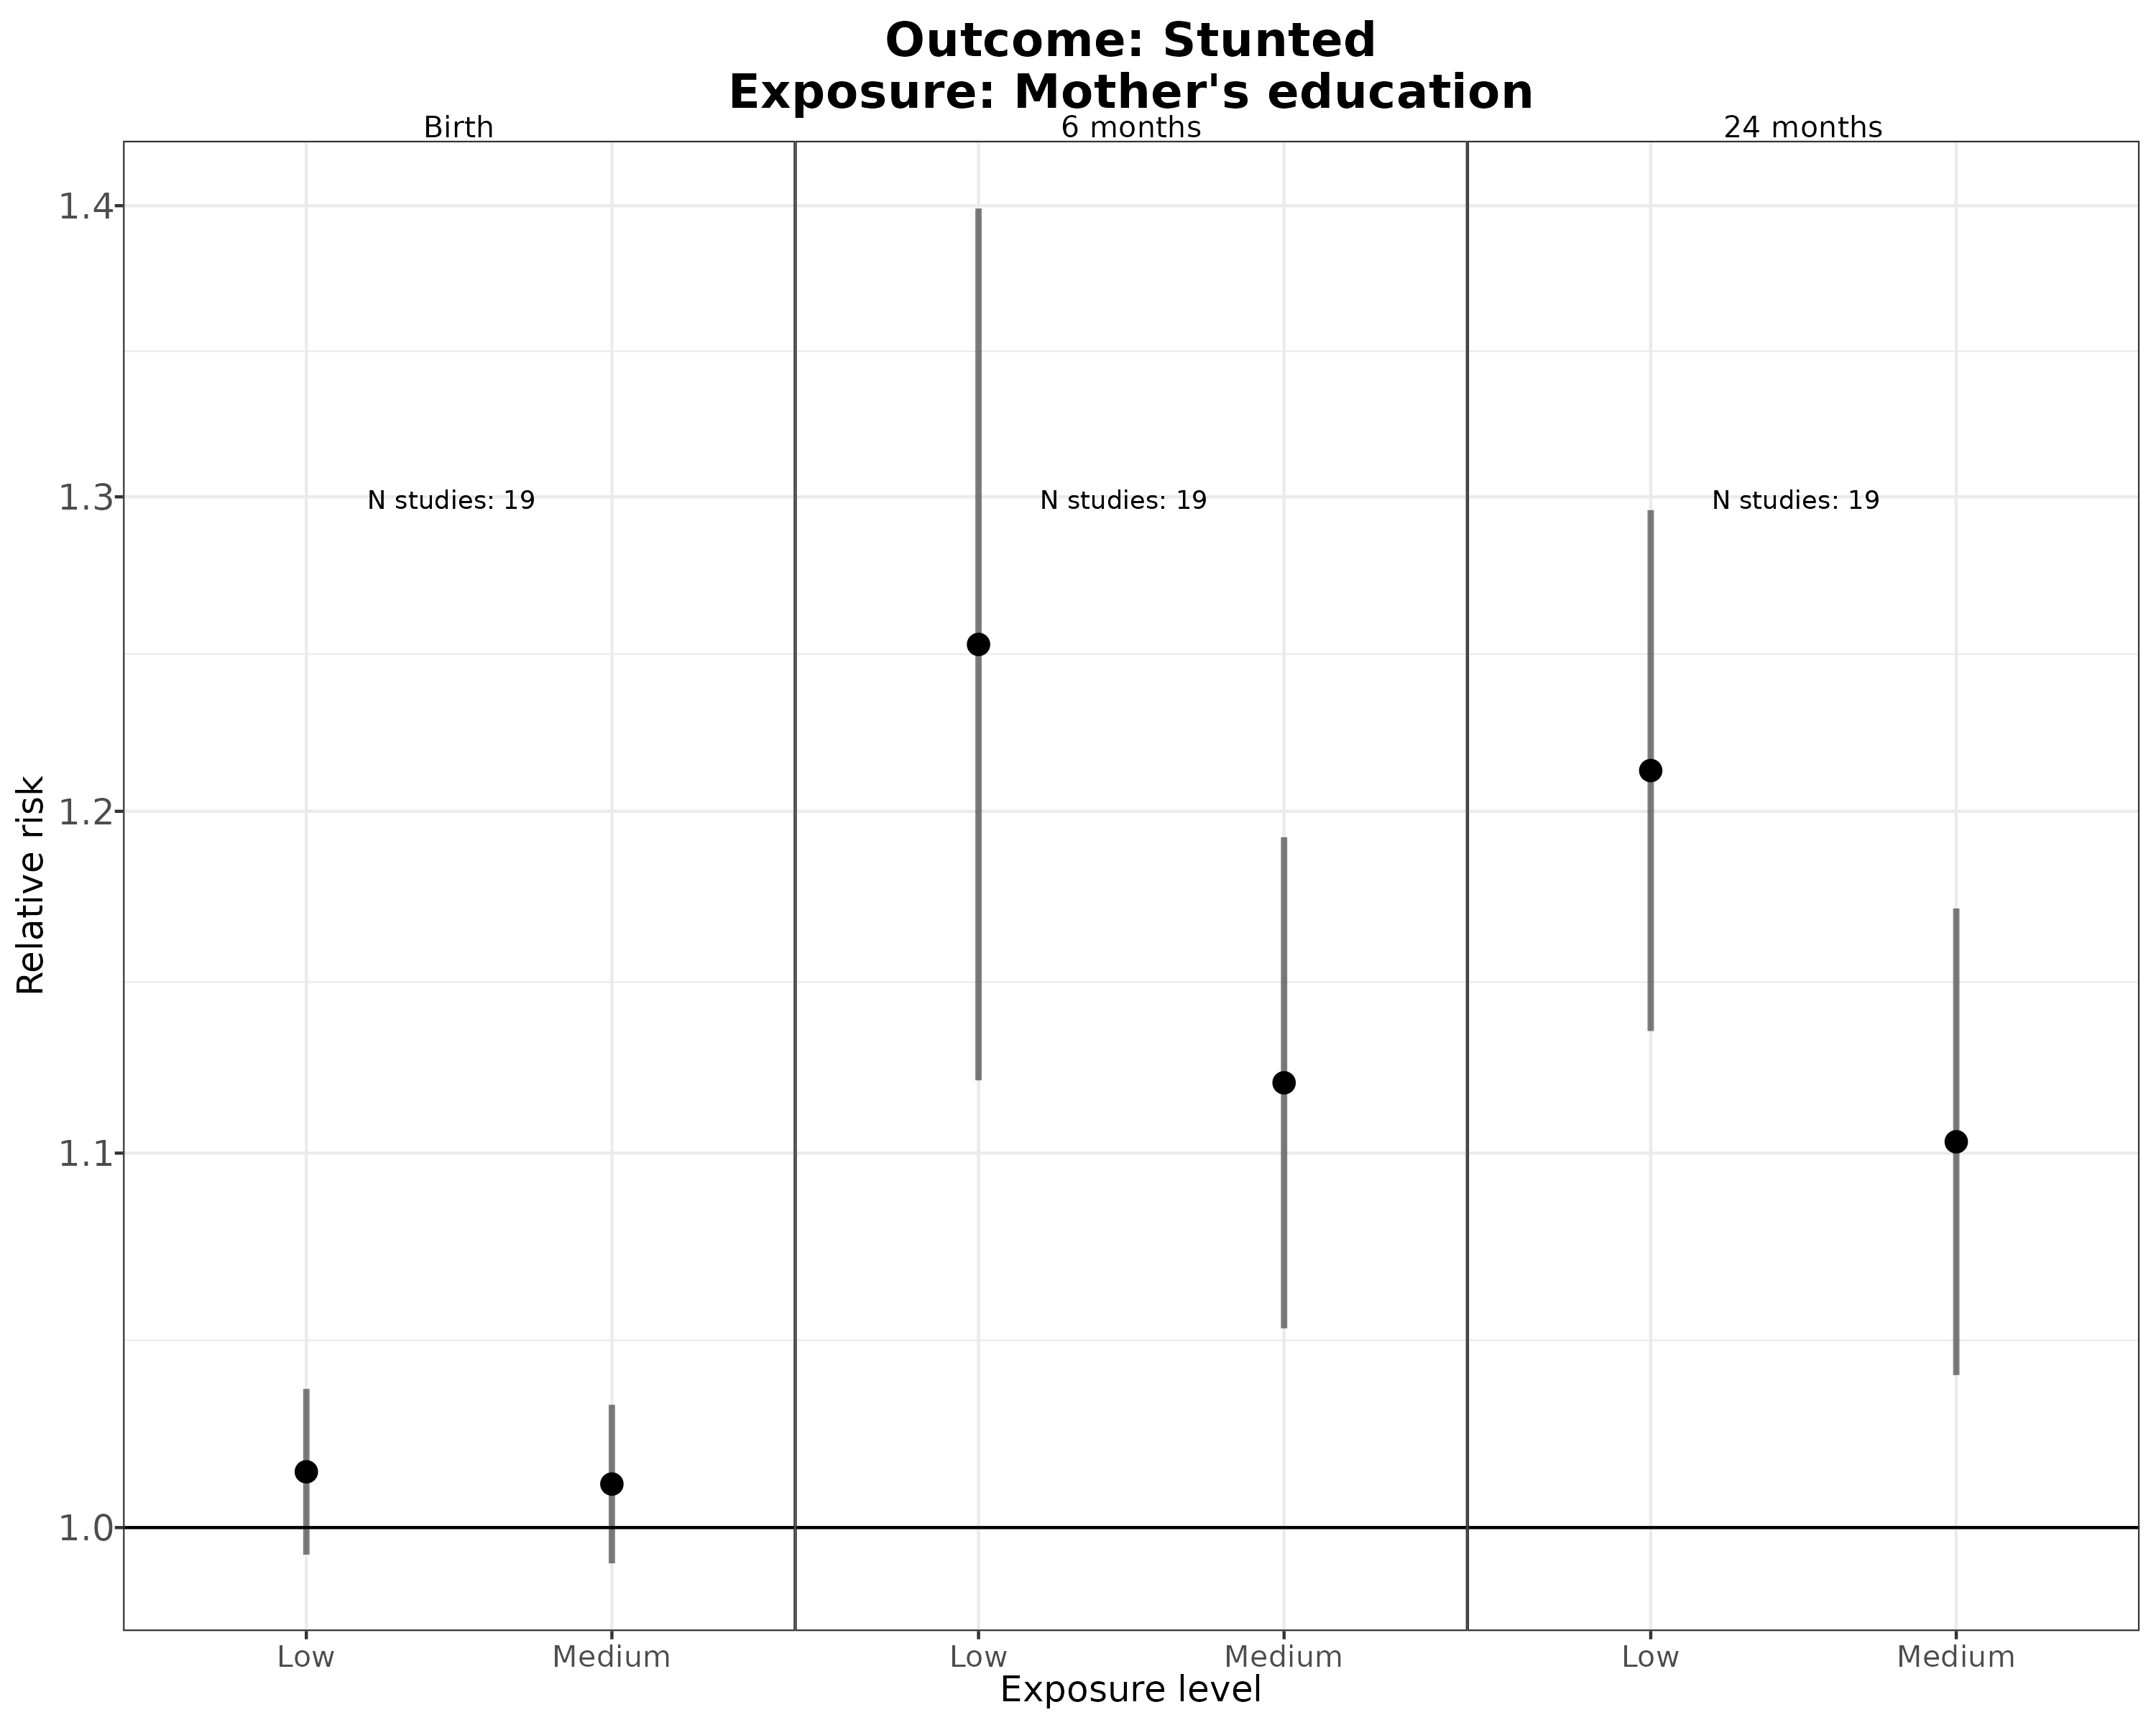 Outcome: Stunted
Exposure: Mother's education
Birth
6 months
24 months
1.4
1.3
1.2
1.1
1.0
Relative risk
N studies: 19
N studies: 19
N studies: 19
Low
Medium
Low
Medium
Low
Medium
Exposure level